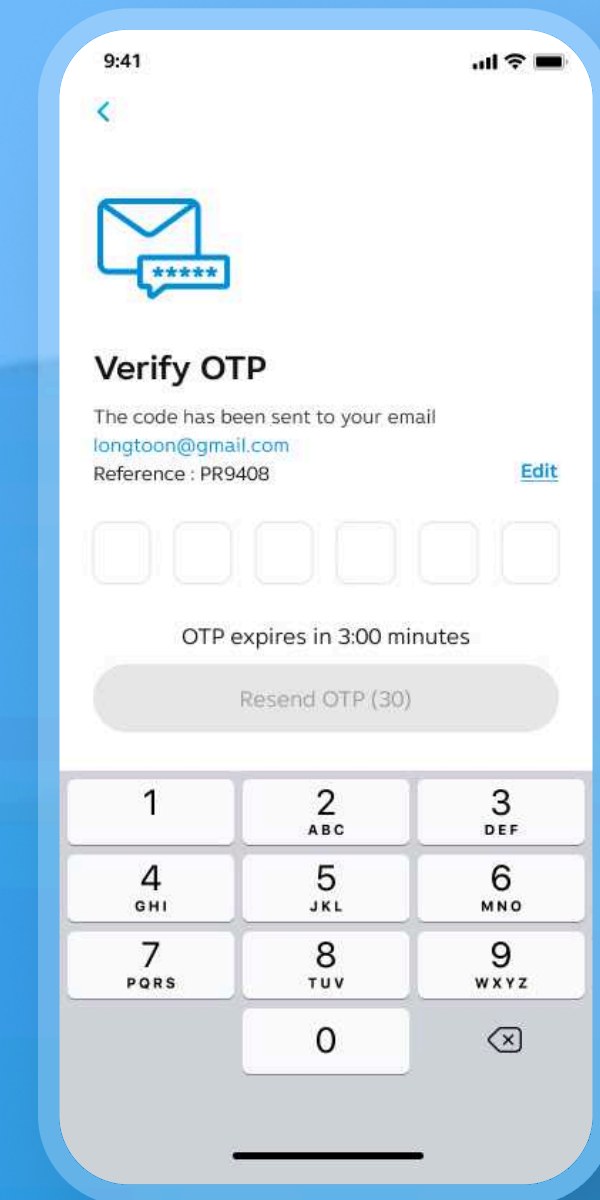 9:41
*****
Verify OTP
The code has been sent to your email
longtoon@gmail.com
Reference : PR9408
Edit
OTP expires in 3:00 minutes
Resend OTP (30)
1
2
ABC
3
DEF
4
GHI
5
JKL
6
MNO
7
PQRS
8
TUV
9
WXYZ
0